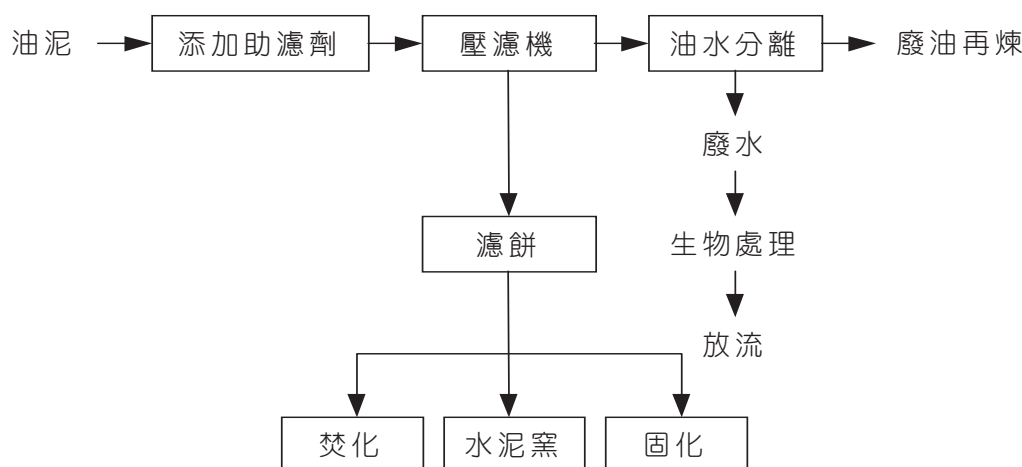 油泥 添加助濾劑 壓濾機 油水分離 廢油再煉
廢水
濾餅 生物處理
放流
焚化 水泥窯 固化